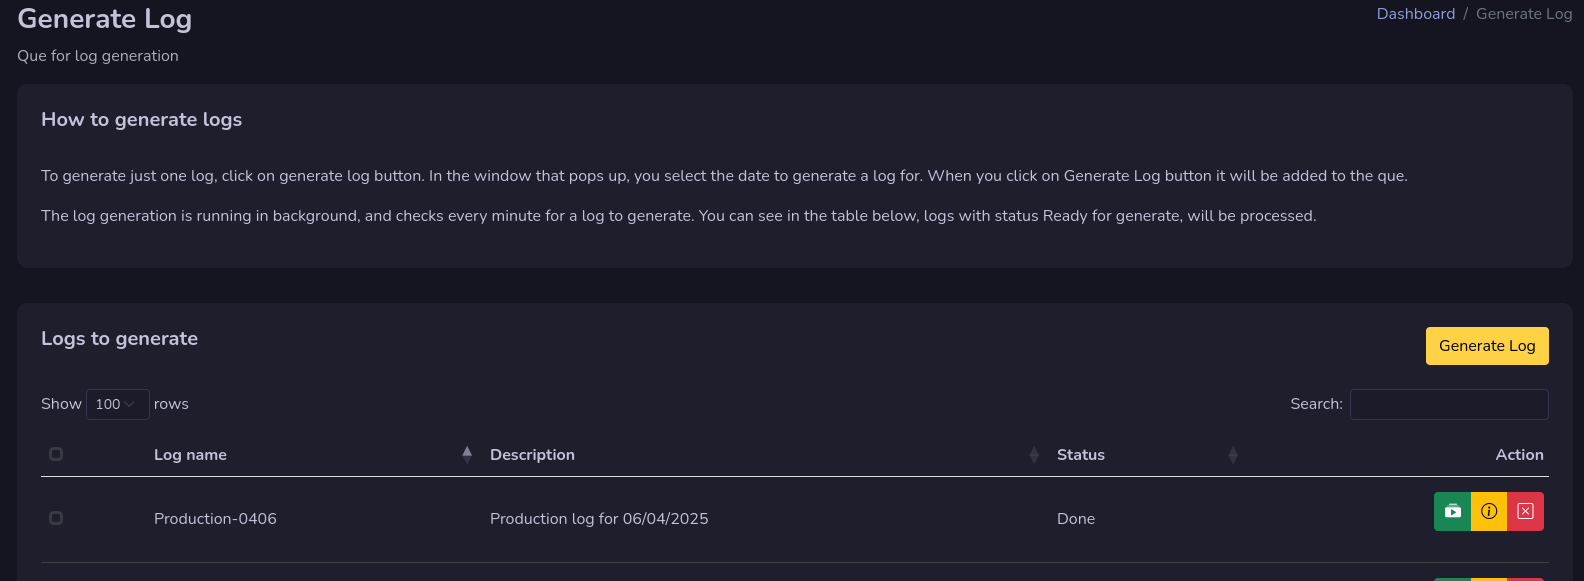 Generate Log
Dashboard / Generate Log
Que for log generation
How to generate logs
To generate just one log, click on generate log button. In the window that pops up, you select the date to generate a log for. When you click on Generate Log button it will be added to the que.
The log generation is running in background, and checks every minute for a log to generate. You can see in the table below, logs with status Ready for generate, will be processed.
Logs to generate
Generate Log
Show 100 rows
Search:
Log name Description Status Action
Production-0406 Production log for 06/04/2025 Done